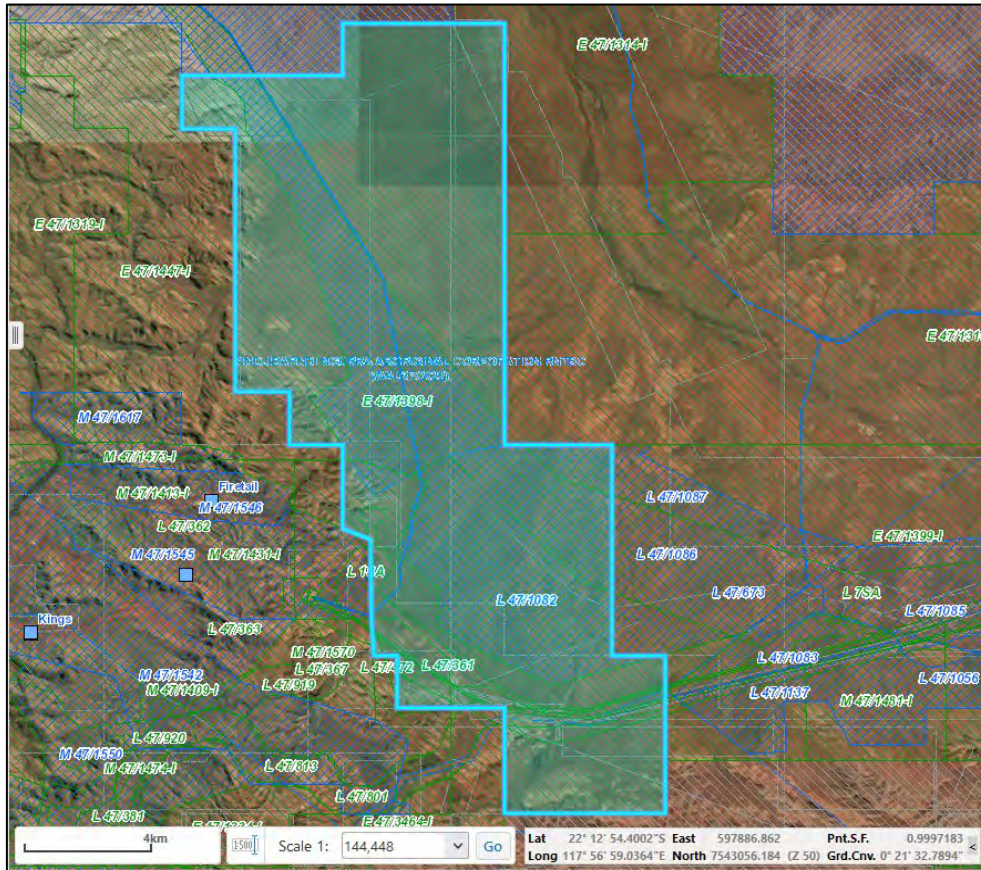 E 47/1314-I
E 47/1319-I
E 47/1447-I
E 47/1398-I
M 47/1617
M 47/1473-I
Firetail
M 47/1413-I
M 47/1546
L 47/362
M 47/1545
M 47/1431-I
L 47/1087
L 47/1086
E 47/1399-I
L 47/1082
L 47/673
L 7SA
L 47/1085
Kings
L 47/363
M 47/1570
L 47/367
L 47/361
L 47/1083
L 47/1056
M 47/1542
M 47/1409-I
L 47/919
L 47/1137
M 47/1481-I
L 47/920
M 47/1550
M 47/1474-I
L 47/813
L 47/801
L 47/381
E 47/3464-I
4km
1:500
Scale 1: 144,448 Go
Lat 22° 12' 54.4002"S East 597886.862 Pnt.S.F. 0.9997183
Long 117° 56' 59.0364"E North 7543056.184 (Z 50) Grd.Cnv. 0° 21' 32.7894" <